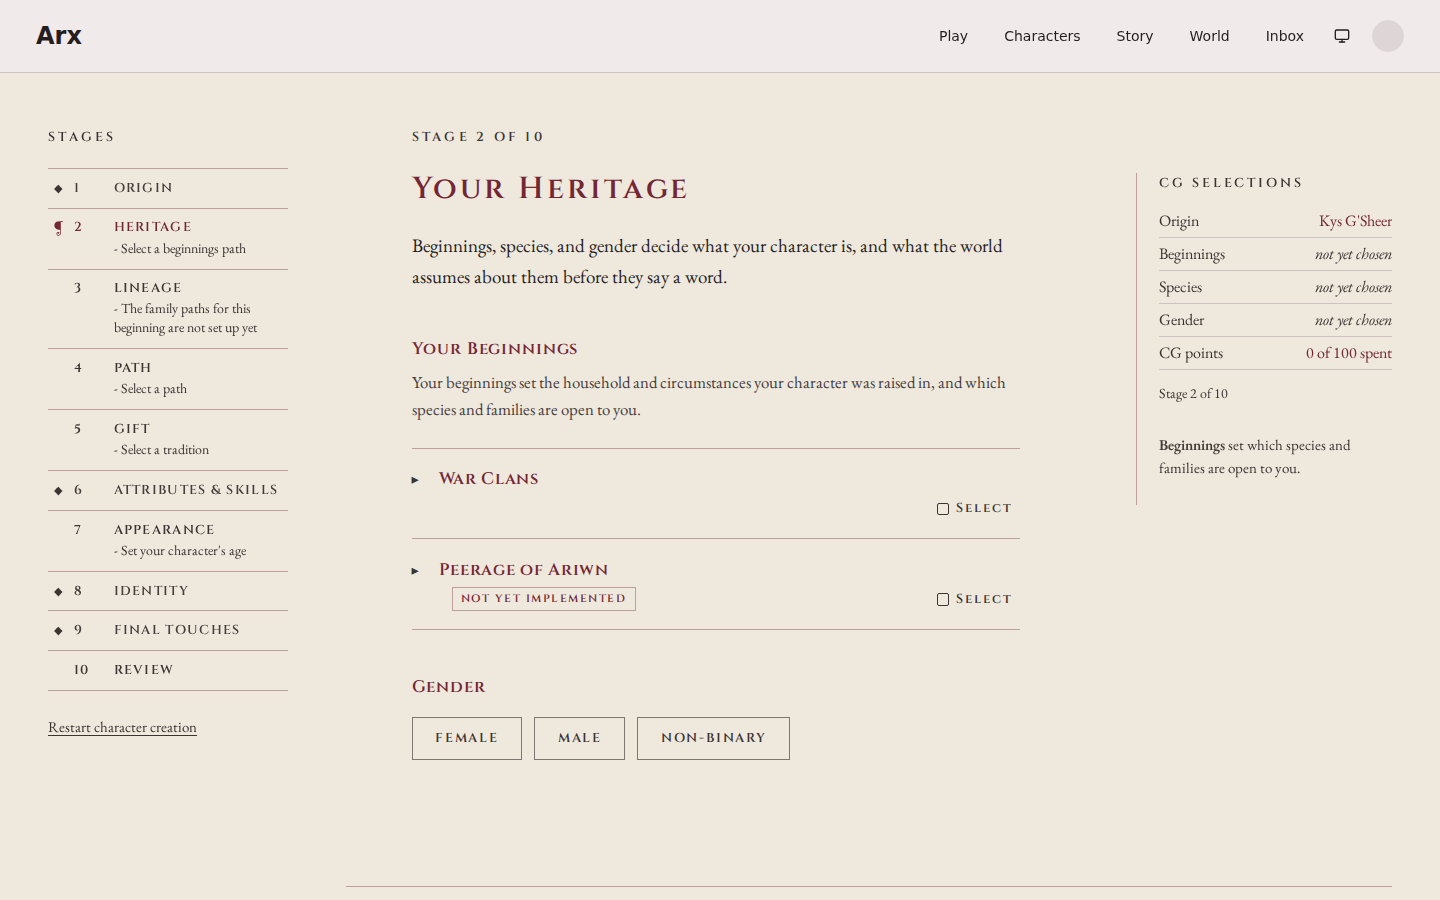 Arx
Play
Characters
Story
World
Inbox
STAGES
◆ 1 ORIGIN
¶ 2 HERITAGE
- Select a beginnings path
3 LINEAGE
- The family paths for this
beginning are not set up yet
4 PATH
- Select a path
5 GIFT
- Select a tradition
◆ 6 ATTRIBUTES & SKILLS
7 APPEARANCE
- Set your character's age
◆ 8 IDENTITY
◆ 9 FINAL TOUCHES
10 REVIEW
Restart character creation
STAGE 2 OF 10
Your Heritage
Beginnings, species, and gender decide what your character is, and what the world
assumes about them before they say a word.
Your Beginnings
Your beginnings set the household and circumstances your character was raised in, and which
species and families are open to you.
▸ War Clans
Select
▸ Peerage of Ariwn
NOT YET IMPLEMENTED
Select
Gender
FEMALE
MALE
NON-BINARY
CG SELECTIONS
Origin Kys G'Sheer
Beginnings not yet chosen
Species not yet chosen
Gender not yet chosen
CG points 0 of 100 spent
Stage 2 of 10
Beginnings set which species and
families are open to you.